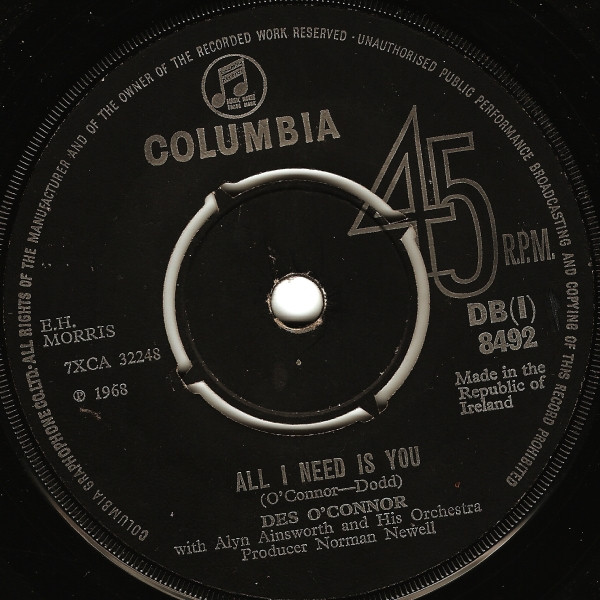 COLUMBIA GRAPHOPHONE CO. LTD·ALL RIGHTS OF THE MANUFACTURER·AND OF THE OWNER OF THE RECORDED WORK RESERVED·UNAUTHORISED PUBLIC PERFORMANCE BROADCASTING AND COPYING OF THIS RECORD PROHIBITED
COLUMBIA
45
R.P.M.
DB(I)
8492
E.H.
MORRIS
7XCA 32248
℗ 1968
Made in the
Republic of
Ireland
ALL I NEED IS YOU
(O'Connor—Dodd)
DES O'CONNOR
with Alyn Ainsworth and His Orchestra
Producer Norman Newell